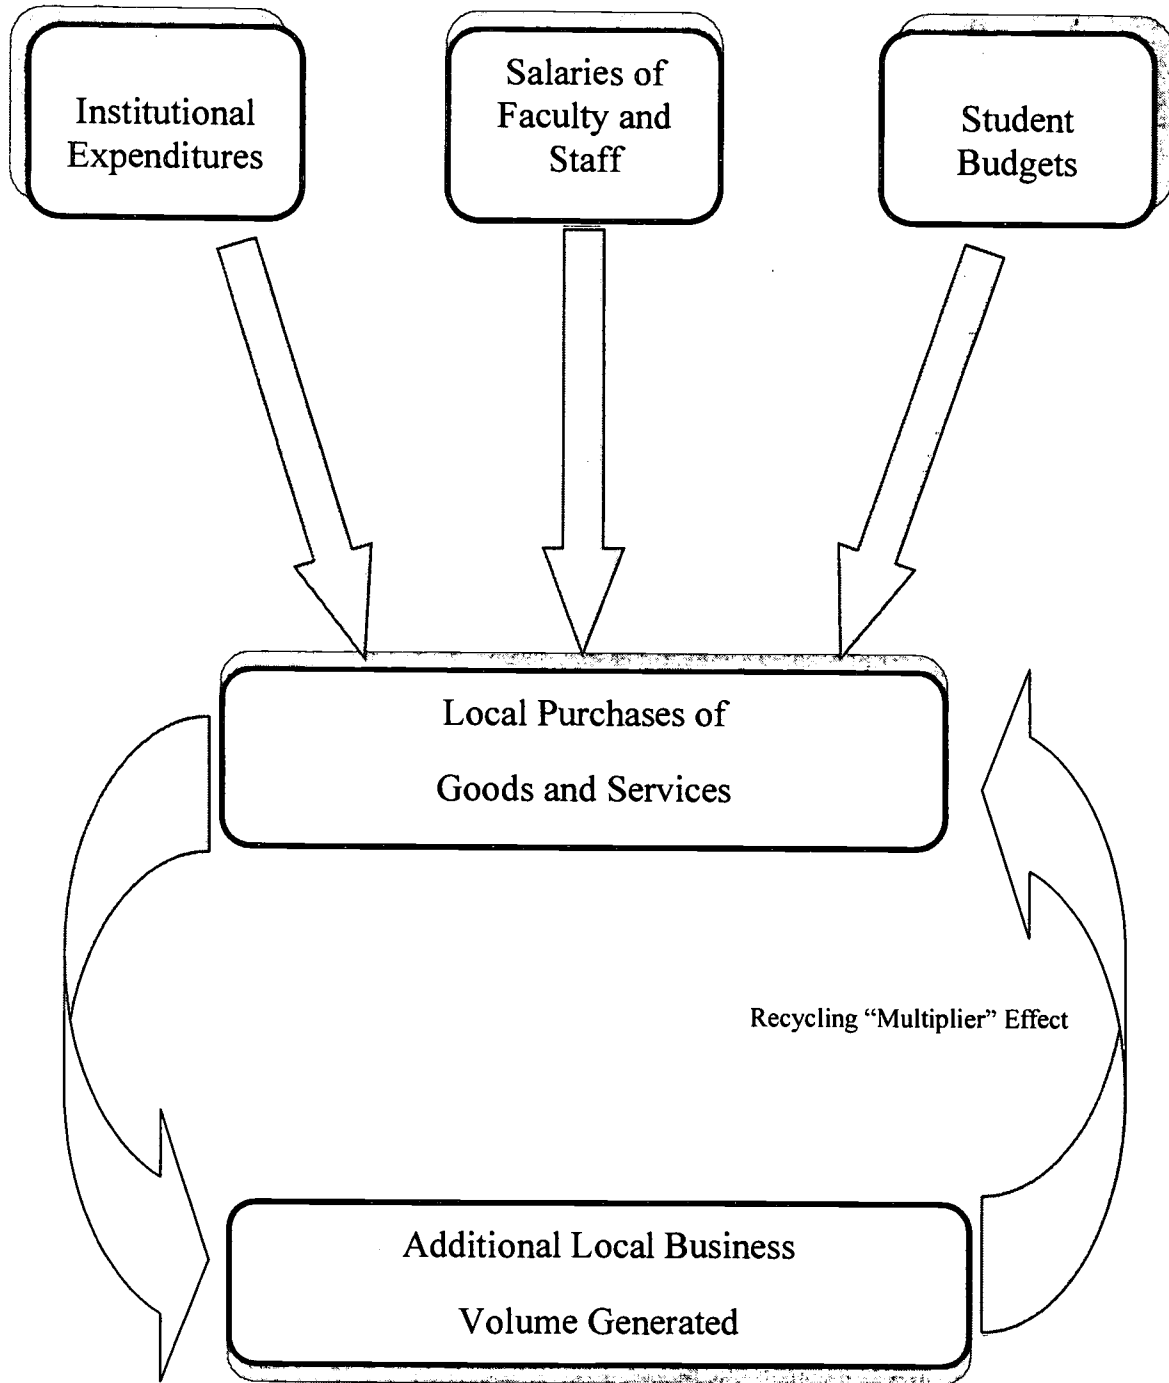 Institutional
Expenditures
Salaries of
Faculty and
Staff
Student
Budgets
Local Purchases of
Goods and Services
Recycling “Multiplier” Effect
Additional Local Business
Volume Generated